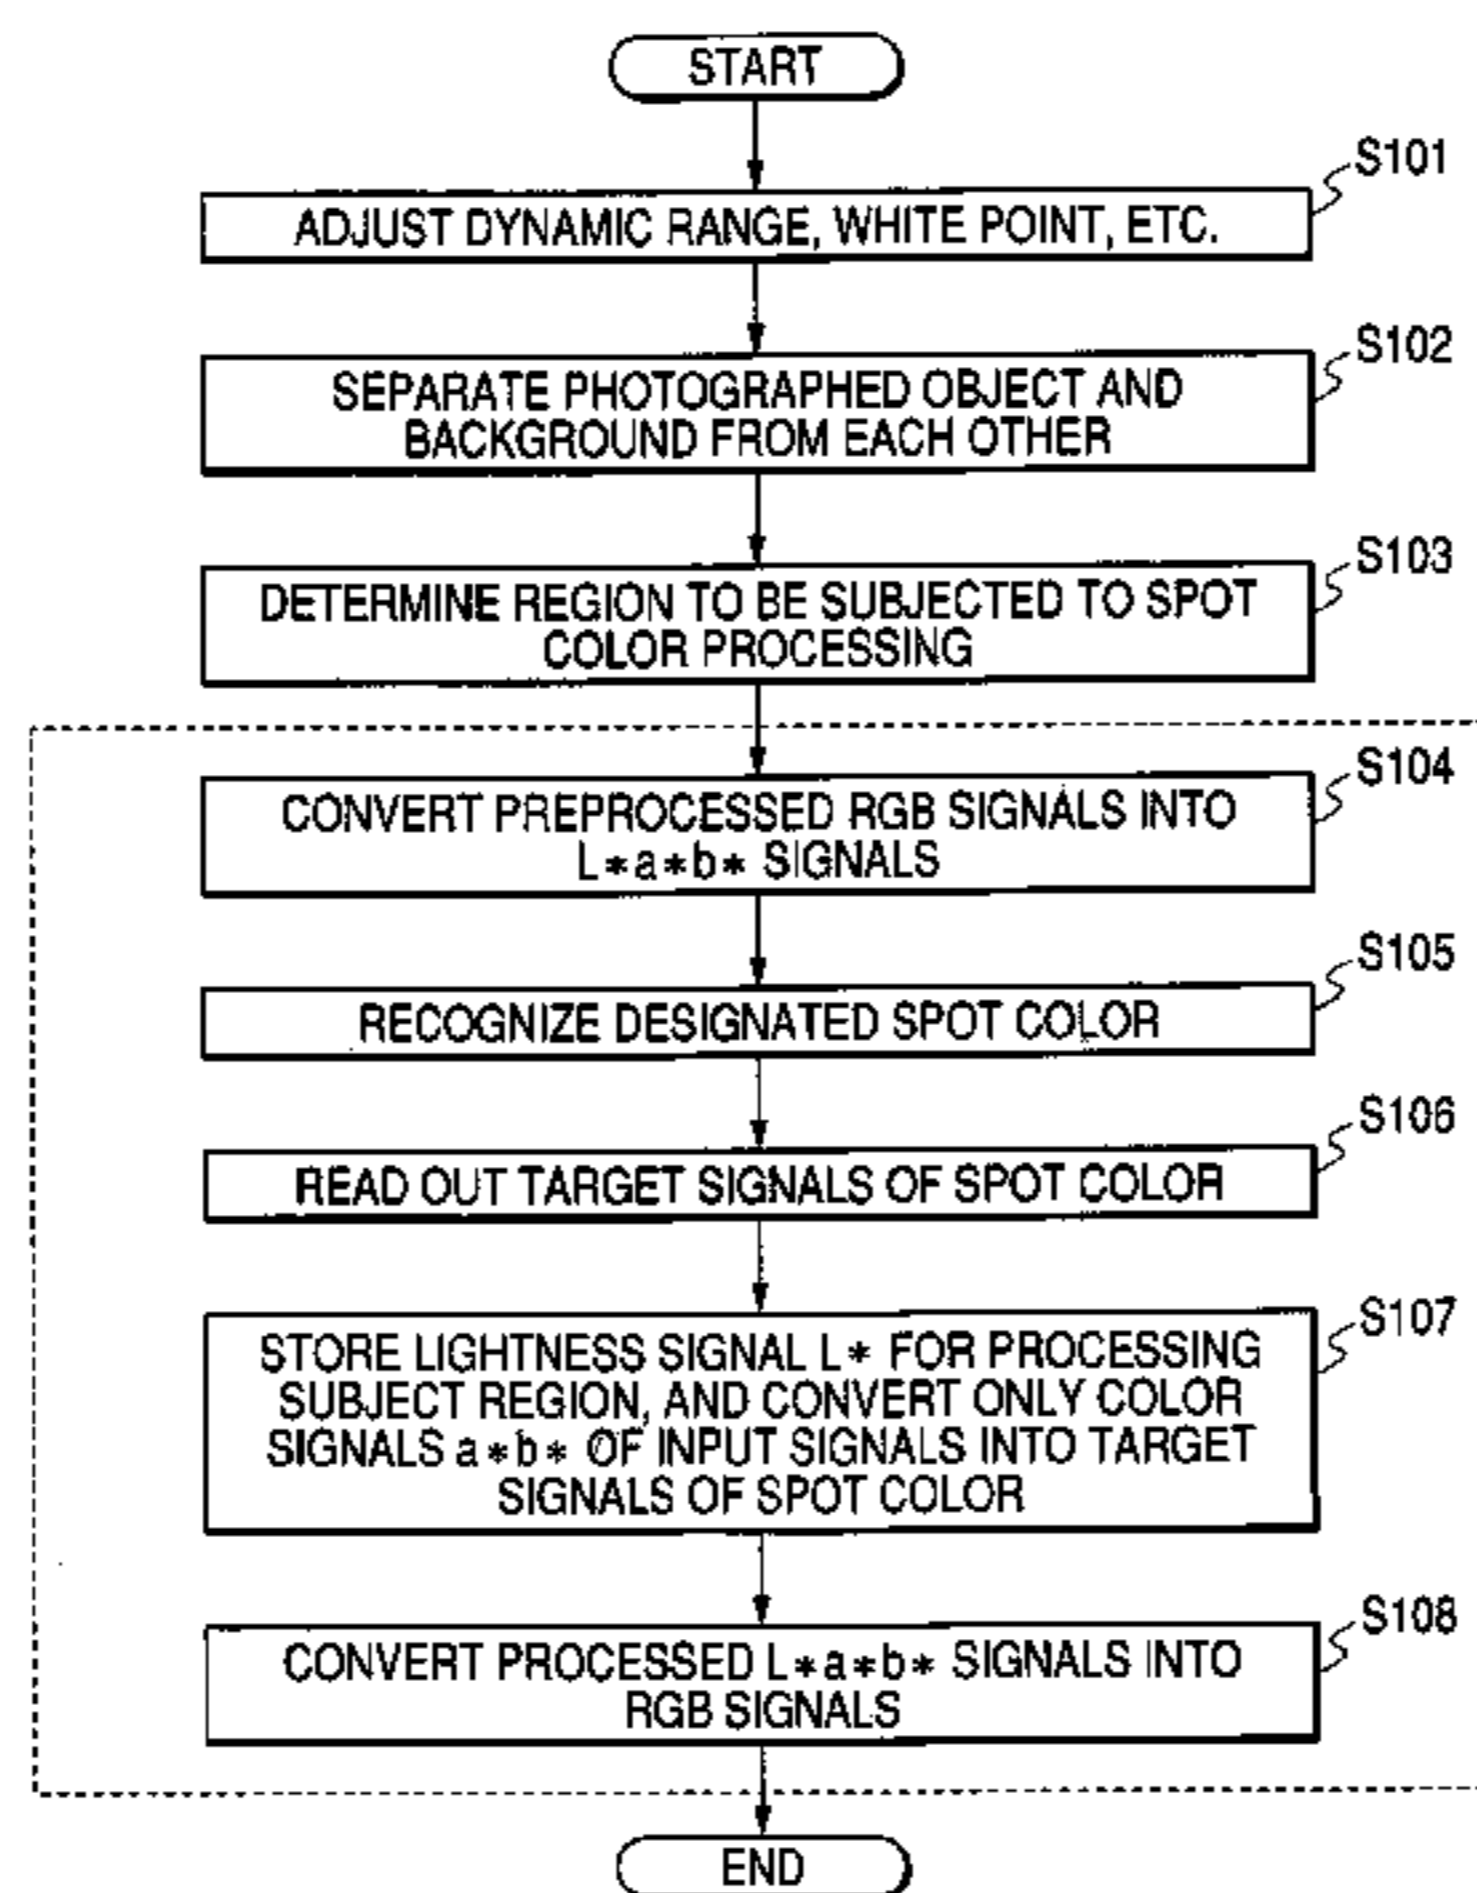 START
S101
ADJUST DYNAMIC RANGE, WHITE POINT, ETC.
S102
SEPARATE PHOTOGRAPHED OBJECT AND
BACKGROUND FROM EACH OTHER
S103
DETERMINE REGION TO BE SUBJECTED TO SPOT
COLOR PROCESSING
S104
CONVERT PREPROCESSED RGB SIGNALS INTO
L*a*b* SIGNALS
S105
RECOGNIZE DESIGNATED SPOT COLOR
S106
READ OUT TARGET SIGNALS OF SPOT COLOR
S107
STORE LIGHTNESS SIGNAL L* FOR PROCESSING
SUBJECT REGION, AND CONVERT ONLY COLOR
SIGNALS a*b* OF INPUT SIGNALS INTO TARGET
SIGNALS OF SPOT COLOR
S108
CONVERT PROCESSED L*a*b* SIGNALS INTO
RGB SIGNALS
END